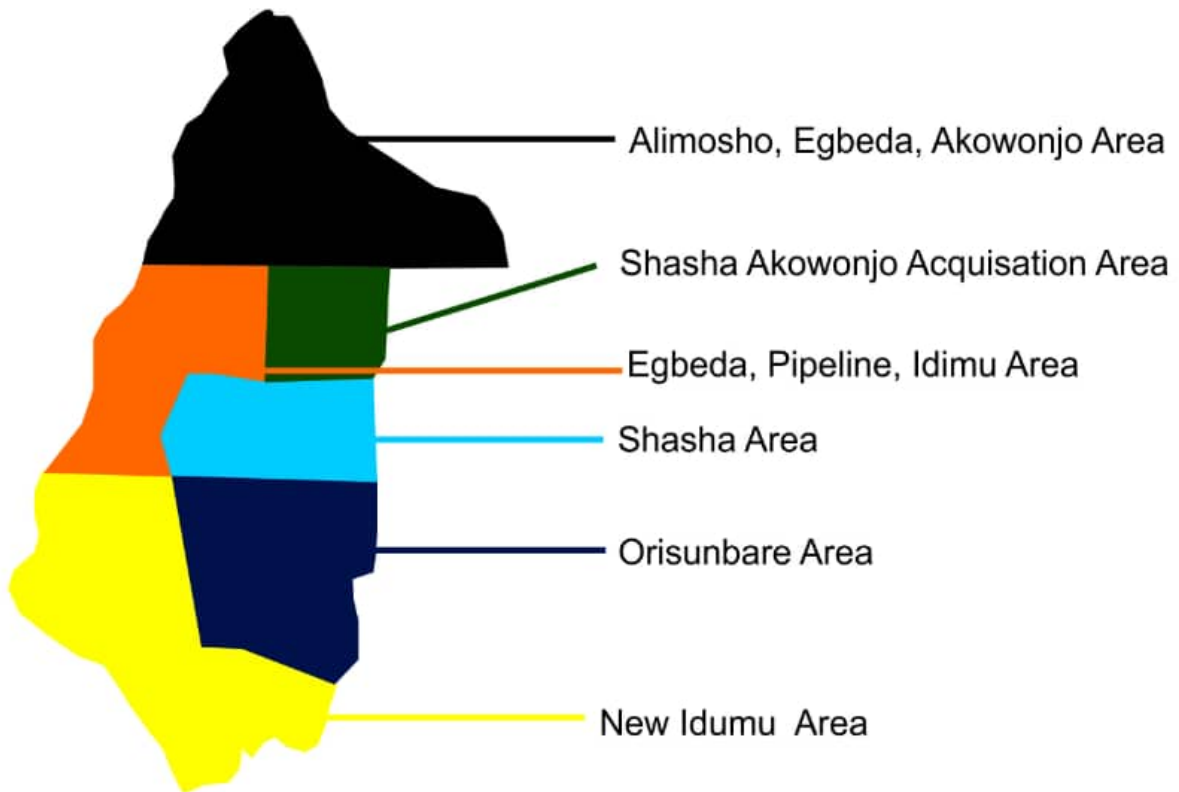 Alimosho, Egbeda, Akowonjo Area
Shasha Akowonjo Acquisation Area
Egbeda, Pipeline, Idimu Area
Shasha Area
Orisunbare Area
New Idumu Area